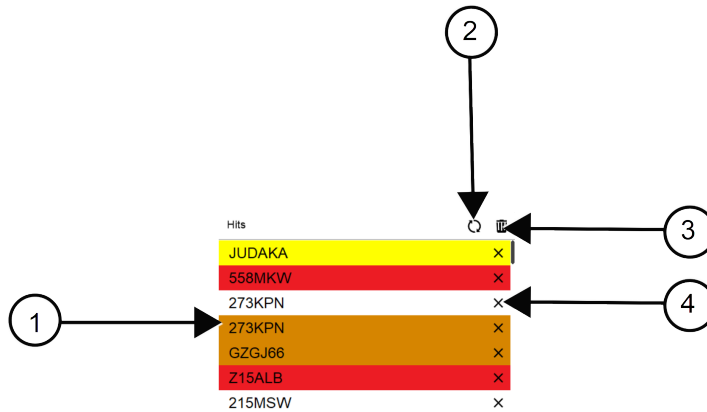 2
Hits
3
JUDAKA
558MKW
273KPN
4
1
273KPN
GZGJ66
Z15ALB
215MSW